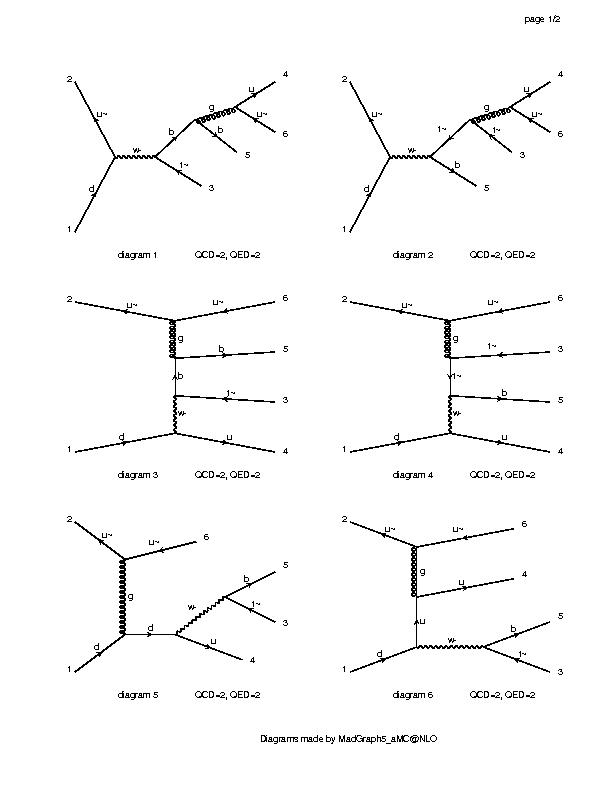 page 1/2
2
4
u
g
u~
u~
b
b
6
w-
5
t~
d
3
1
diagram 1 QCD=2, QED=2
2
4
u
g
u~
u~
t~
t~
6
w-
3
b
d
5
1
diagram 2 QCD=2, QED=2
2
6
u~
u~
g
b
5
b
t~
3
w-
d
u
1
4
diagram 3 QCD=2, QED=2
2
6
u~
u~
g
t~
3
t~
b
5
w-
d
u
1
4
diagram 4 QCD=2, QED=2
2
u~
u~
6
5
b
g
w-
t~
3
d
d
u
4
1
diagram 5 QCD=2, QED=2
2
6
u~
u~
g
u
4
u
5
b
d
w-
t~
1
3
diagram 6 QCD=2, QED=2
Diagrams made by MadGraph5_aMC@NLO